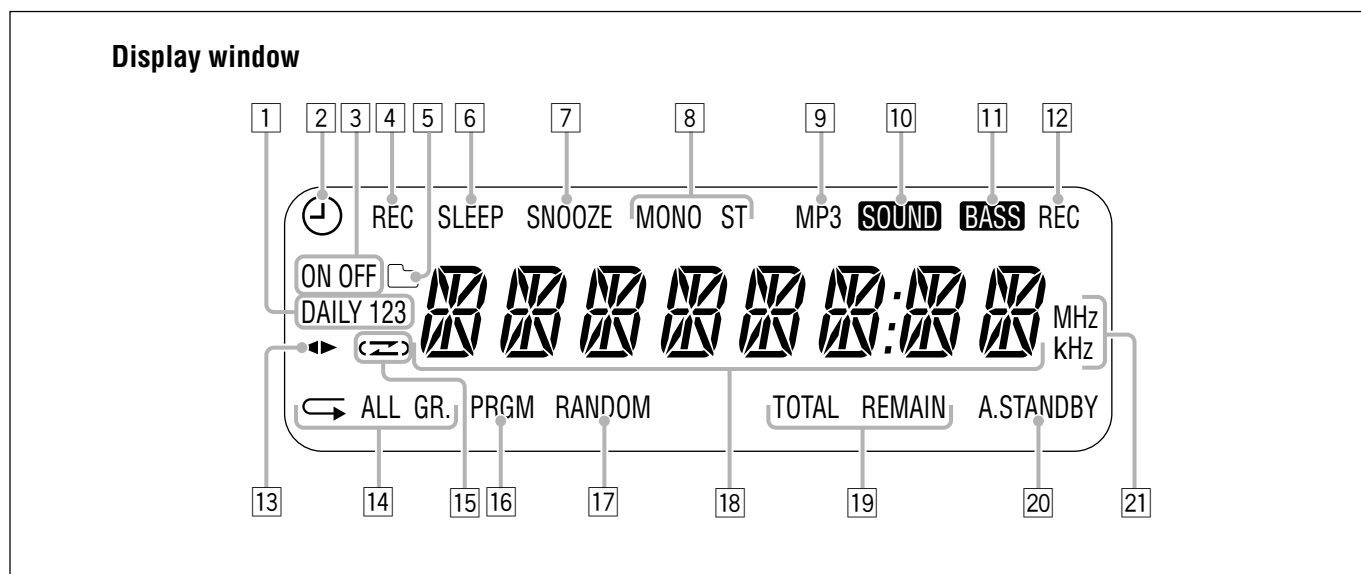 Display window
1 2 3 4 5 6 7 8 9 10 11 12
REC SLEEP SNOOZE MONO ST MP3 SOUND BASS REC
ON OFF
DAILY 123
MHz
kHz
ALL GR. PRGM RANDOM TOTAL REMAIN A.STANDBY
13 14 15 16 17 18 19 20 21